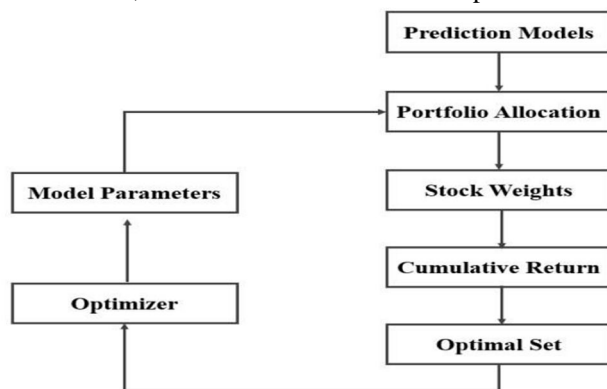 Prediction Models
Portfolio Allocation
Model Parameters
Stock Weights
Cumulative Return
Optimizer
Optimal Set